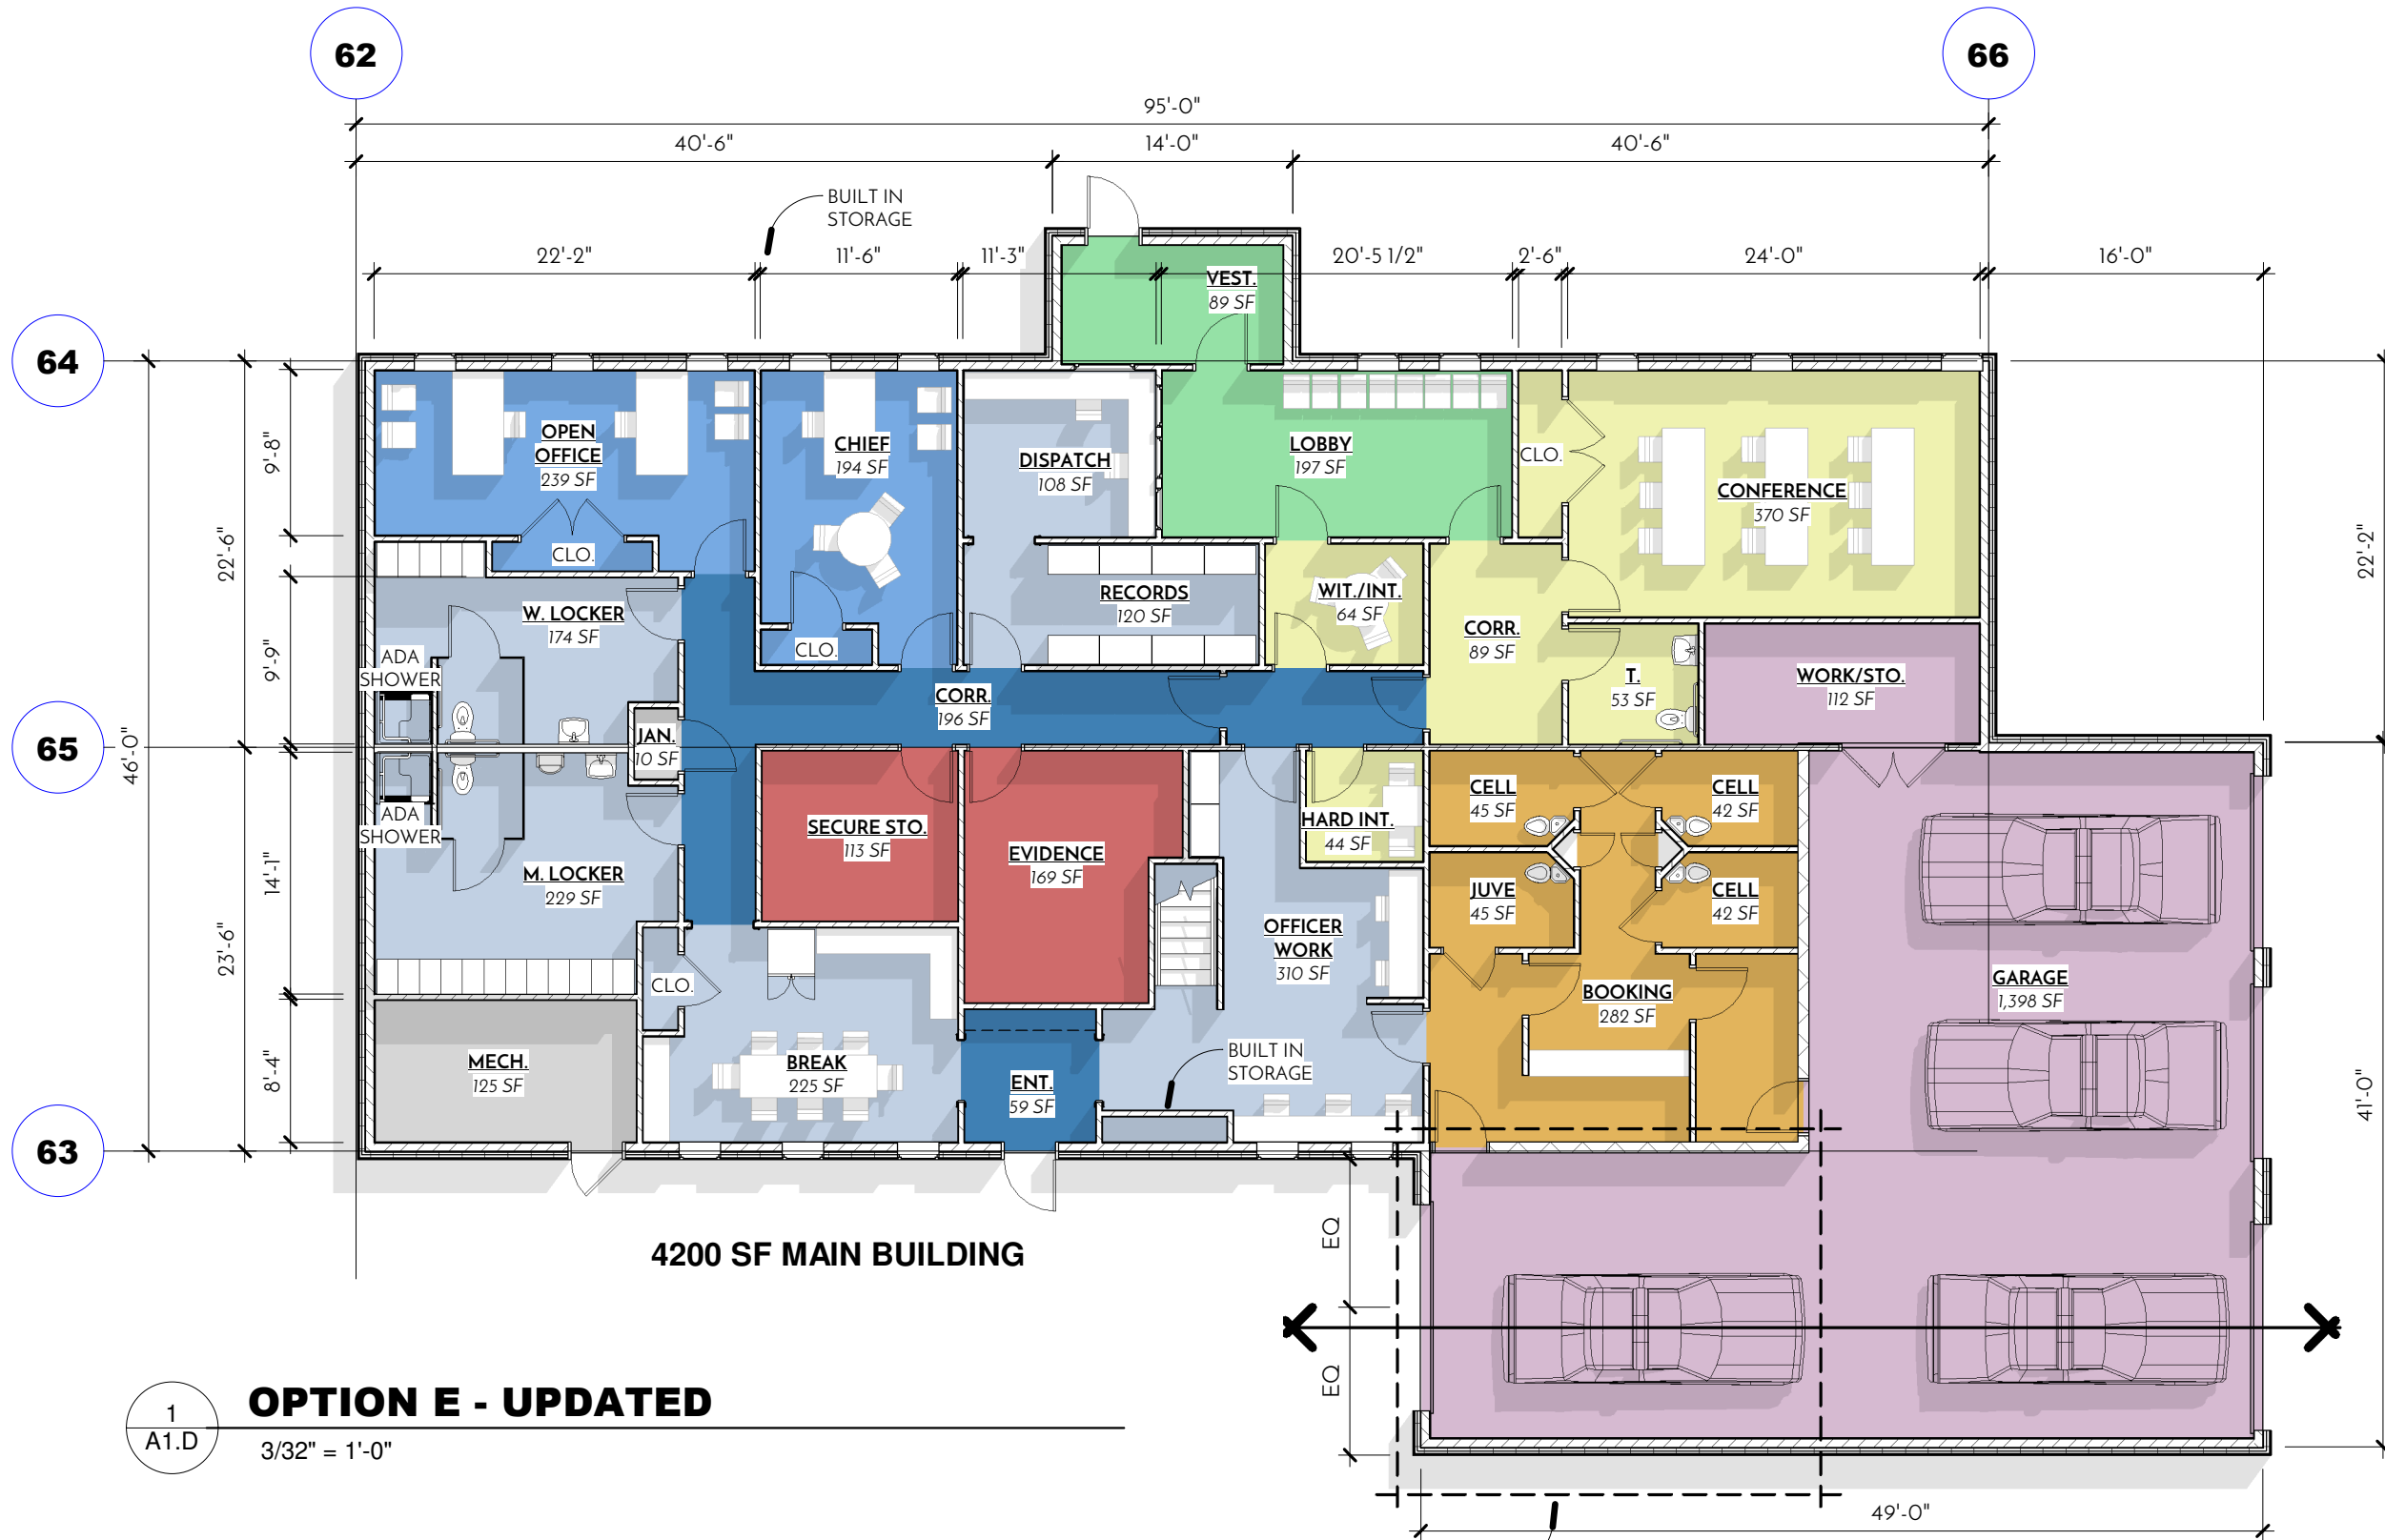 62
66
95'-0"
40'-6"
14'-0"
40'-6"
BUILT IN
STORAGE
22'-2"
11'-6"
11'-3"
20'-5 1/2"
2'-6"
24'-0"
16'-0"
VEST.
89 SF
64
9'-8"
22'-6"
9'-9"
46'-0"
65
14'-1"
23'-6"
8'-4"
63
22'-2"
41'-0"
OPEN
OFFICE
239 SF
CLO.
CHIEF
194 SF
CLO.
DISPATCH
108 SF
LOBBY
197 SF
CLO.
CONFERENCE
370 SF
W. LOCKER
174 SF
ADA
SHOWER
RECORDS
120 SF
WIT./INT.
64 SF
CORR.
89 SF
T.
53 SF
WORK/STO.
112 SF
CORR.
196 SF
JAN.
10 SF
ADA
SHOWER
M. LOCKER
229 SF
SECURE STO.
113 SF
EVIDENCE
169 SF
HARD INT.
44 SF
CELL
45 SF
CELL
42 SF
JUVE
45 SF
CELL
42 SF
OFFICER
WORK
310 SF
CLO.
BOOKING
282 SF
GARAGE
1,398 SF
MECH.
125 SF
BREAK
225 SF
ENT.
59 SF
BUILT IN
STORAGE
4200 SF MAIN BUILDING
EQ
EQ
1
A1.D
OPTION E - UPDATED
3/32" = 1'-0"
49'-0"